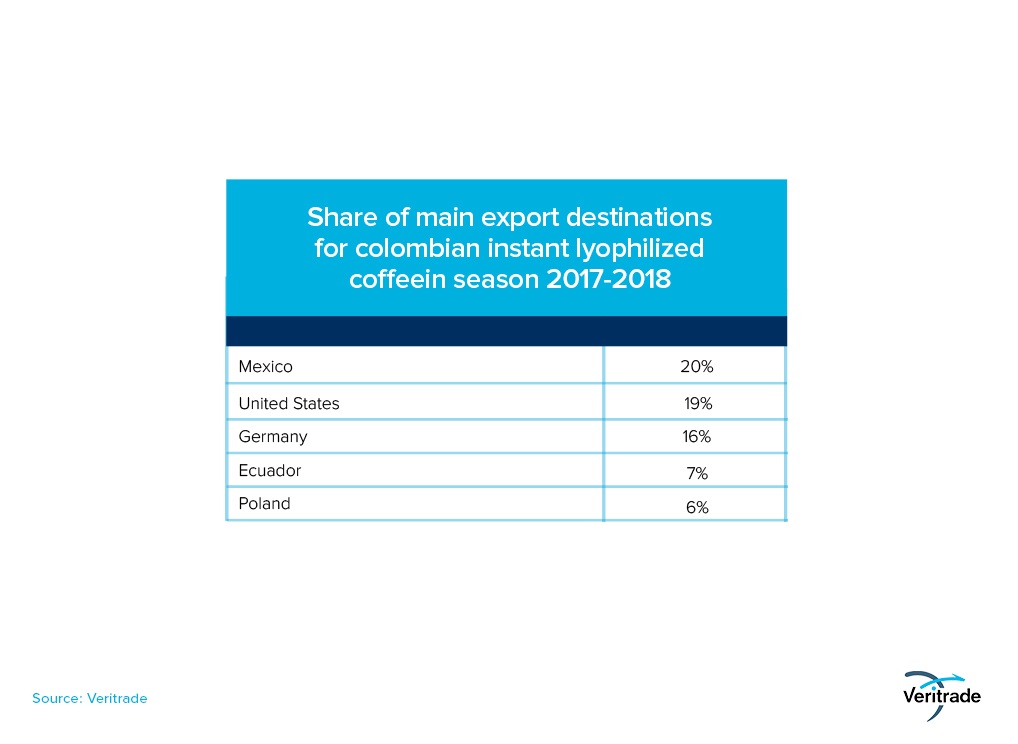 Share of main export destinations
for colombian instant lyophilized
coffeein season 2017-2018
Mexico 20%
United States 19%
Germany 16%
Ecuador 7%
Poland 6%
Source: Veritrade
Veritrade